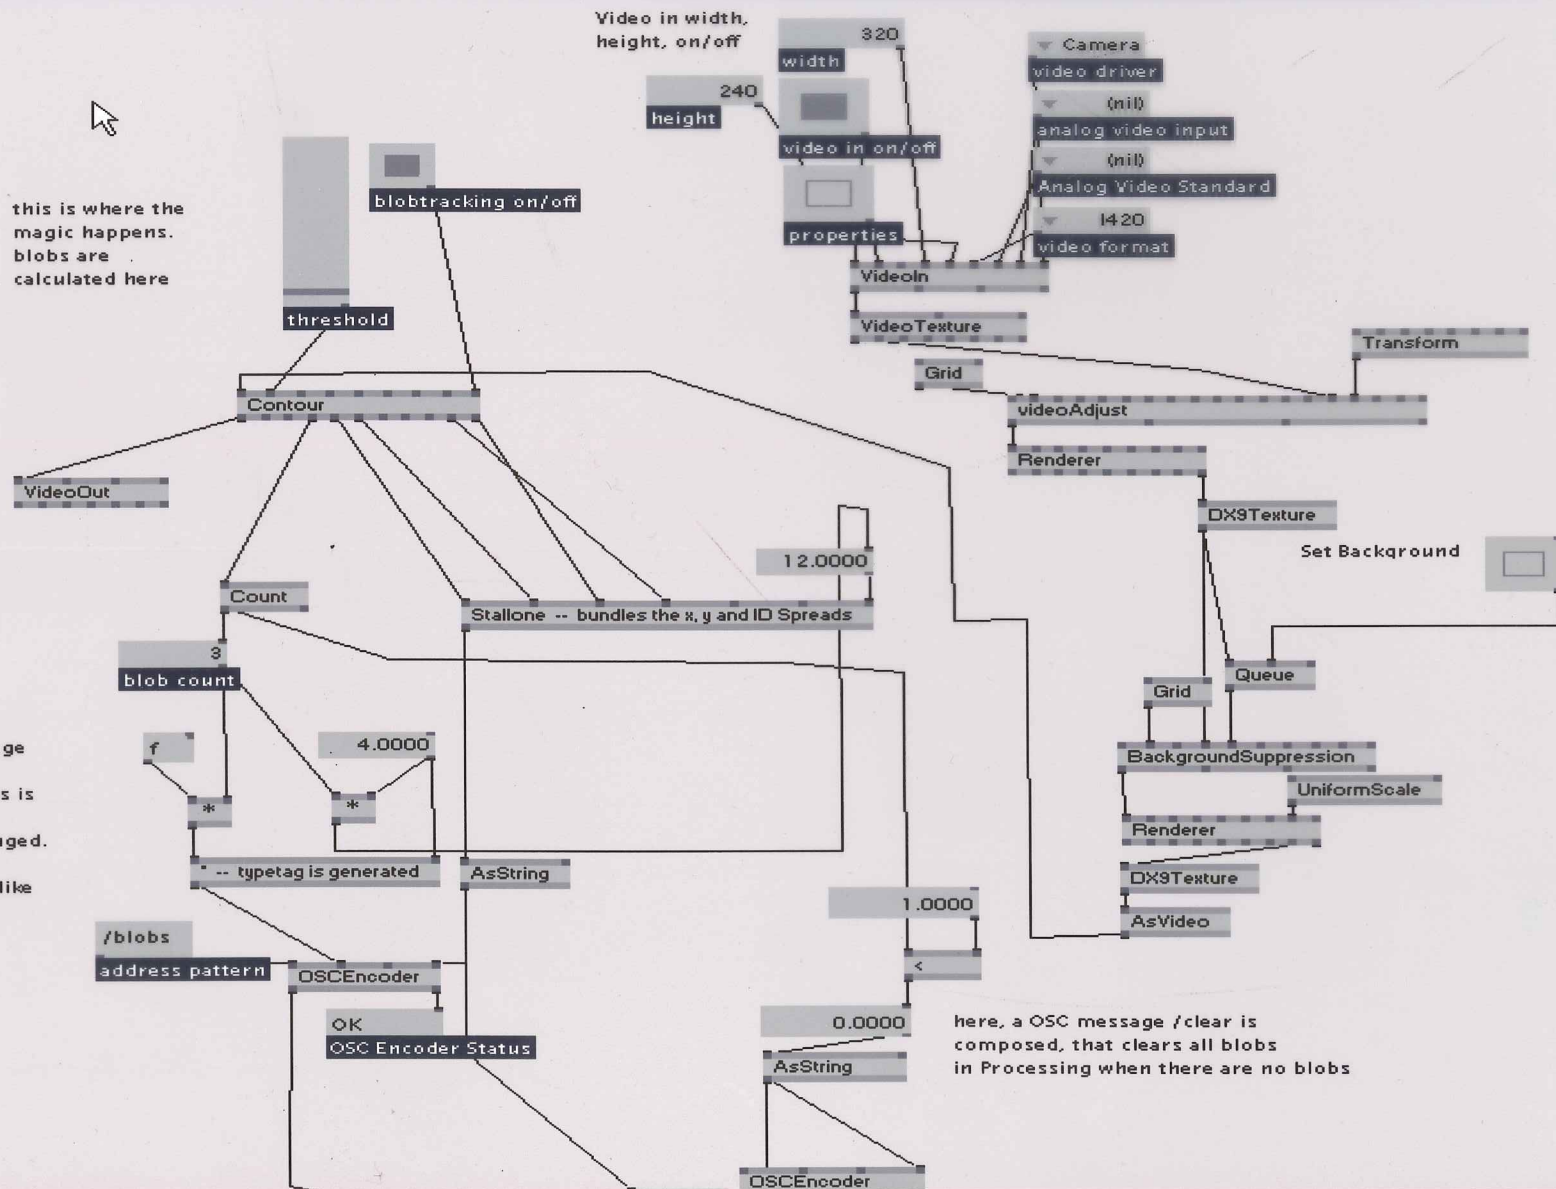 Video in width,
height, on/off
320
width
240
height
video in on/off
properties
Camera
video driver
(nil)
analog video input
(nil)
Analog Video Standard
I420
video format
VideoIn
VideoTexture
Transform
Grid
videoAdjust
Renderer
DX9Texture
Set Background
this is where the
magic happens.
blobs are
calculated here
blobtracking on/off
threshold
Contour
VideoOut
12.0000
Count
Stallone -- bundles the x, y and ID Spreads
3
blob count
Queue
Grid
BackgroundSuppression
UniformScale
Renderer
DX9Texture
AsVideo
ge
s is
ged.
like
f
4.0000
*
*
* -- typetag is generated
AsString
/blobs
address pattern
OSCEncoder
OK
OSC Encoder Status
1.0000
<
0.0000
AsString
OSCEncoder
here, a OSC message /clear is
composed, that clears all blobs
in Processing when there are no blobs